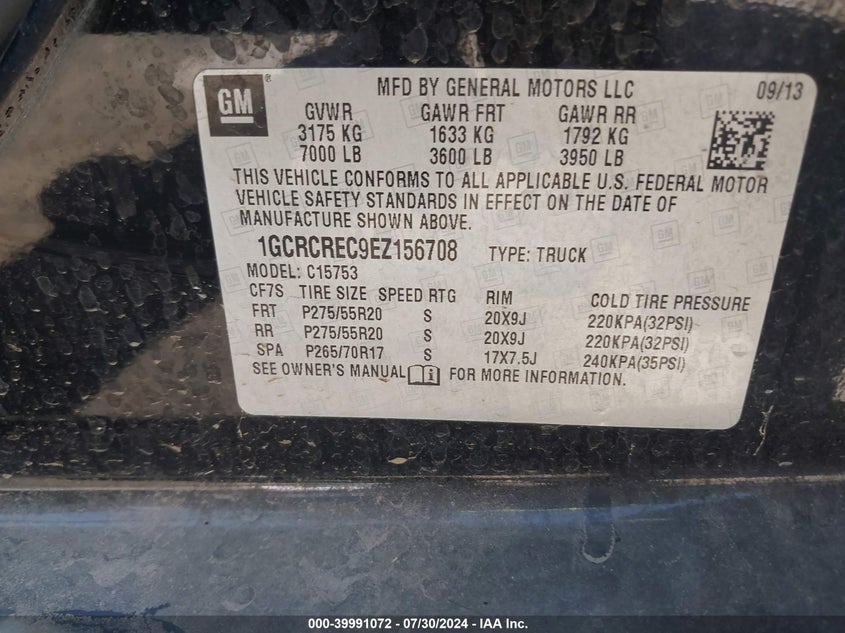 GM ®
MFD BY GENERAL MOTORS LLC 09/13
GVWR GAWR FRT GAWR RR
3175 KG 1633 KG 1792 KG
7000 LB 3600 LB 3950 LB
THIS VEHICLE CONFORMS TO ALL APPLICABLE U.S. FEDERAL MOTOR
VEHICLE SAFETY STANDARDS IN EFFECT ON THE DATE OF
MANUFACTURE SHOWN ABOVE.
1GCRCREC9EZ156708 TYPE: TRUCK
MODEL: C15753
CF7S TIRE SIZE SPEED RTG RIM COLD TIRE PRESSURE
FRT P275/55R20 S 20X9J 220KPA(32PSI)
RR P275/55R20 S 20X9J 220KPA(32PSI)
SPA P265/70R17 S 17X7.5J 240KPA(35PSI)
SEE OWNER'S MANUAL FOR MORE INFORMATION.
000-39991072 / 07/30/2024 - IAA Inc.